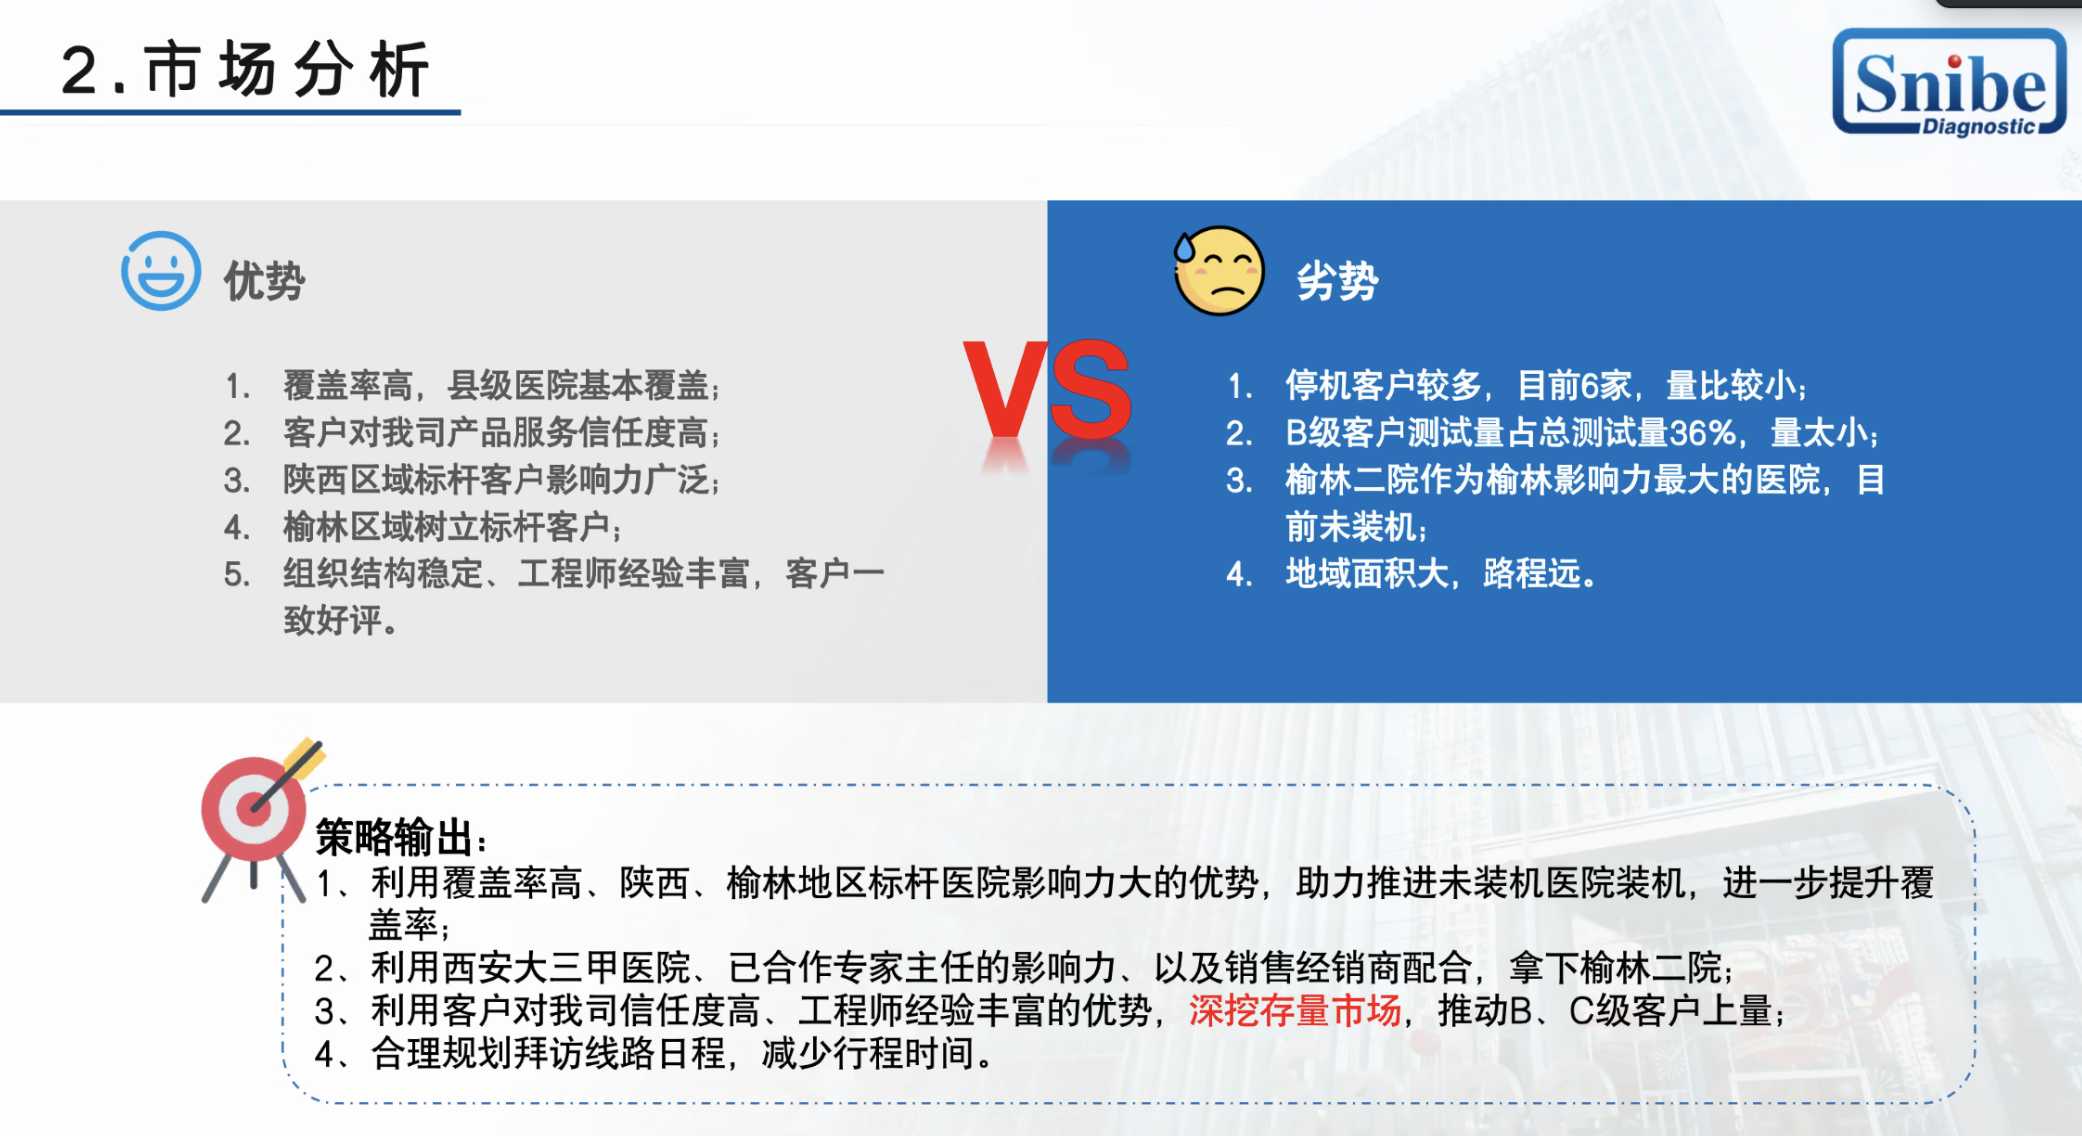 2.市场分析
Snibe
Diagnostic
优势
1. 覆盖率高，县级医院基本覆盖；
2. 客户对我司产品服务信任度高；
3. 陕西区域标杆客户影响力广泛；
4. 榆林区域树立标杆客户；
5. 组织结构稳定、工程师经验丰富，客户一
致好评。
VS
劣势
1. 停机客户较多，目前6家，量比较小；
2. B级客户测试量占总测试量36%，量太小；
3. 榆林二院作为榆林影响力最大的医院，目
前未装机；
4. 地域面积大，路程远。
策略输出：
1、利用覆盖率高、陕西、榆林地区标杆医院影响力大的优势，助力推进未装机医院装机，进一步提升覆
盖率；
2、利用西安大三甲医院、已合作专家主任的影响力、以及销售经销商配合，拿下榆林二院；
3、利用客户对我司信任度高、工程师经验丰富的优势，深挖存量市场，推动B、C级客户上量；
4、合理规划拜访线路日程，减少行程时间。